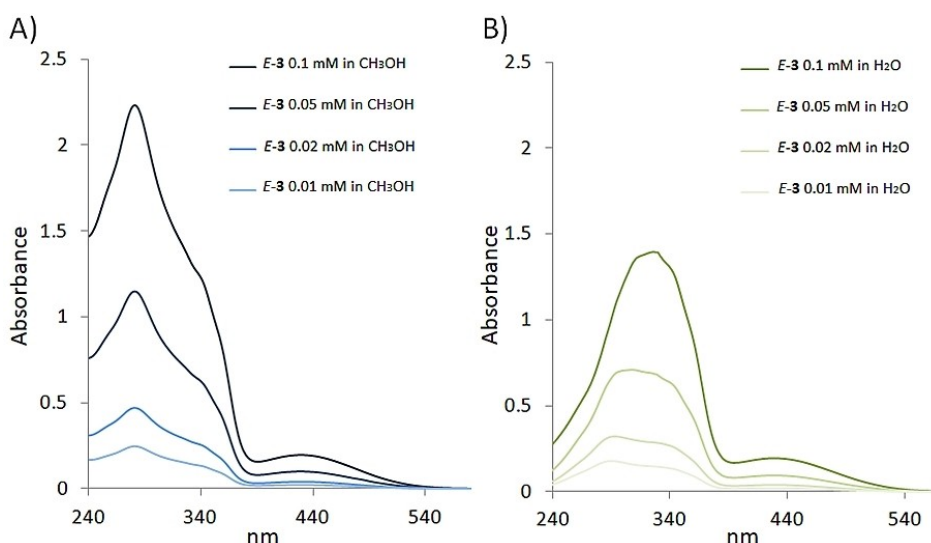 A)
2.5
2
1.5
1
0.5
0
240
340
440
540
Absorbance
nm
E-3 0.1 mM in CH3OH
E-3 0.05 mM in CH3OH
E-3 0.02 mM in CH3OH
E-3 0.01 mM in CH3OH
B)
2.5
2
1.5
1
0.5
0
240
340
440
540
Absorbance
nm
E-3 0.1 mM in H2O
E-3 0.05 mM in H2O
E-3 0.02 mM in H2O
E-3 0.01 mM in H2O